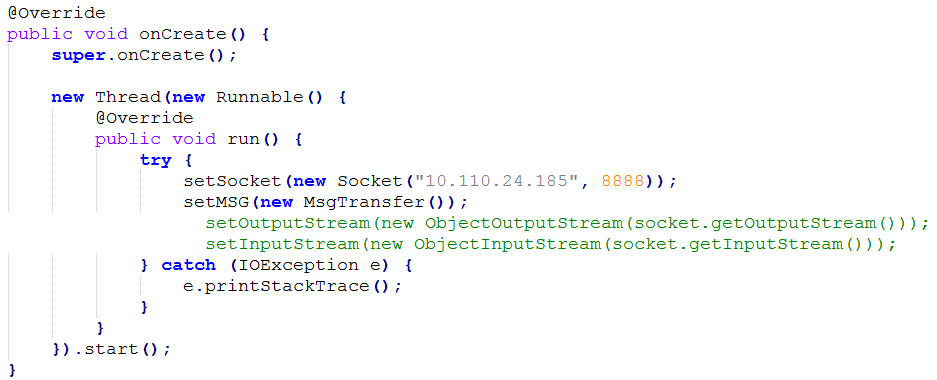 @Override
public void onCreate() {
    super.onCreate();

    new Thread(new Runnable() {
        @Override
        public void run() {
            try {
                setSocket(new Socket("10.110.24.185", 8888));
                setMSG(new MsgTransfer());
                  setOutputStream(new ObjectOutputStream(socket.getOutputStream()));
                  setInputStream(new ObjectInputStream(socket.getInputStream()));
            } catch (IOException e) {
                e.printStackTrace();
            }
        }
    }).start();
}